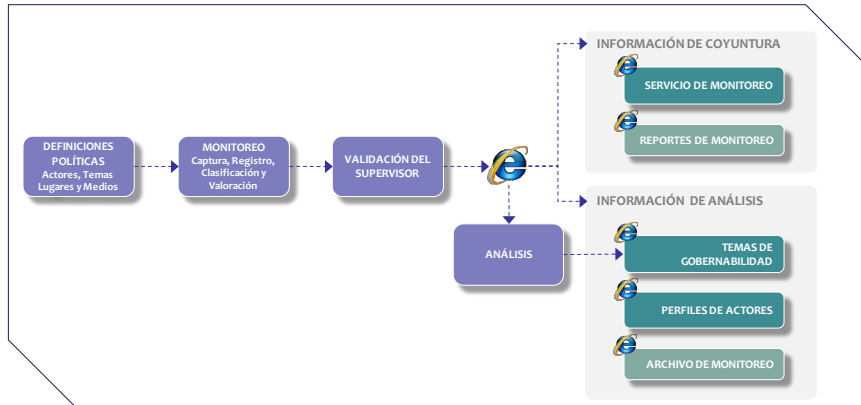 DEFINICIONES
POLÍTICAS
Actores, Temas
Lugares y Medios
MONITOREO
Captura, Registro,
Clasificación y
Valoración
VALIDACIÓN DEL
SUPERVISOR
ANÁLISIS
INFORMACIÓN DE COYUNTURA
SERVICIO DE MONITOREO
REPORTES DE MONITOREO
INFORMACIÓN DE ANÁLISIS
TEMAS DE
GOBERNABILIDAD
PERFILES DE ACTORES
ARCHIVO DE MONITOREO